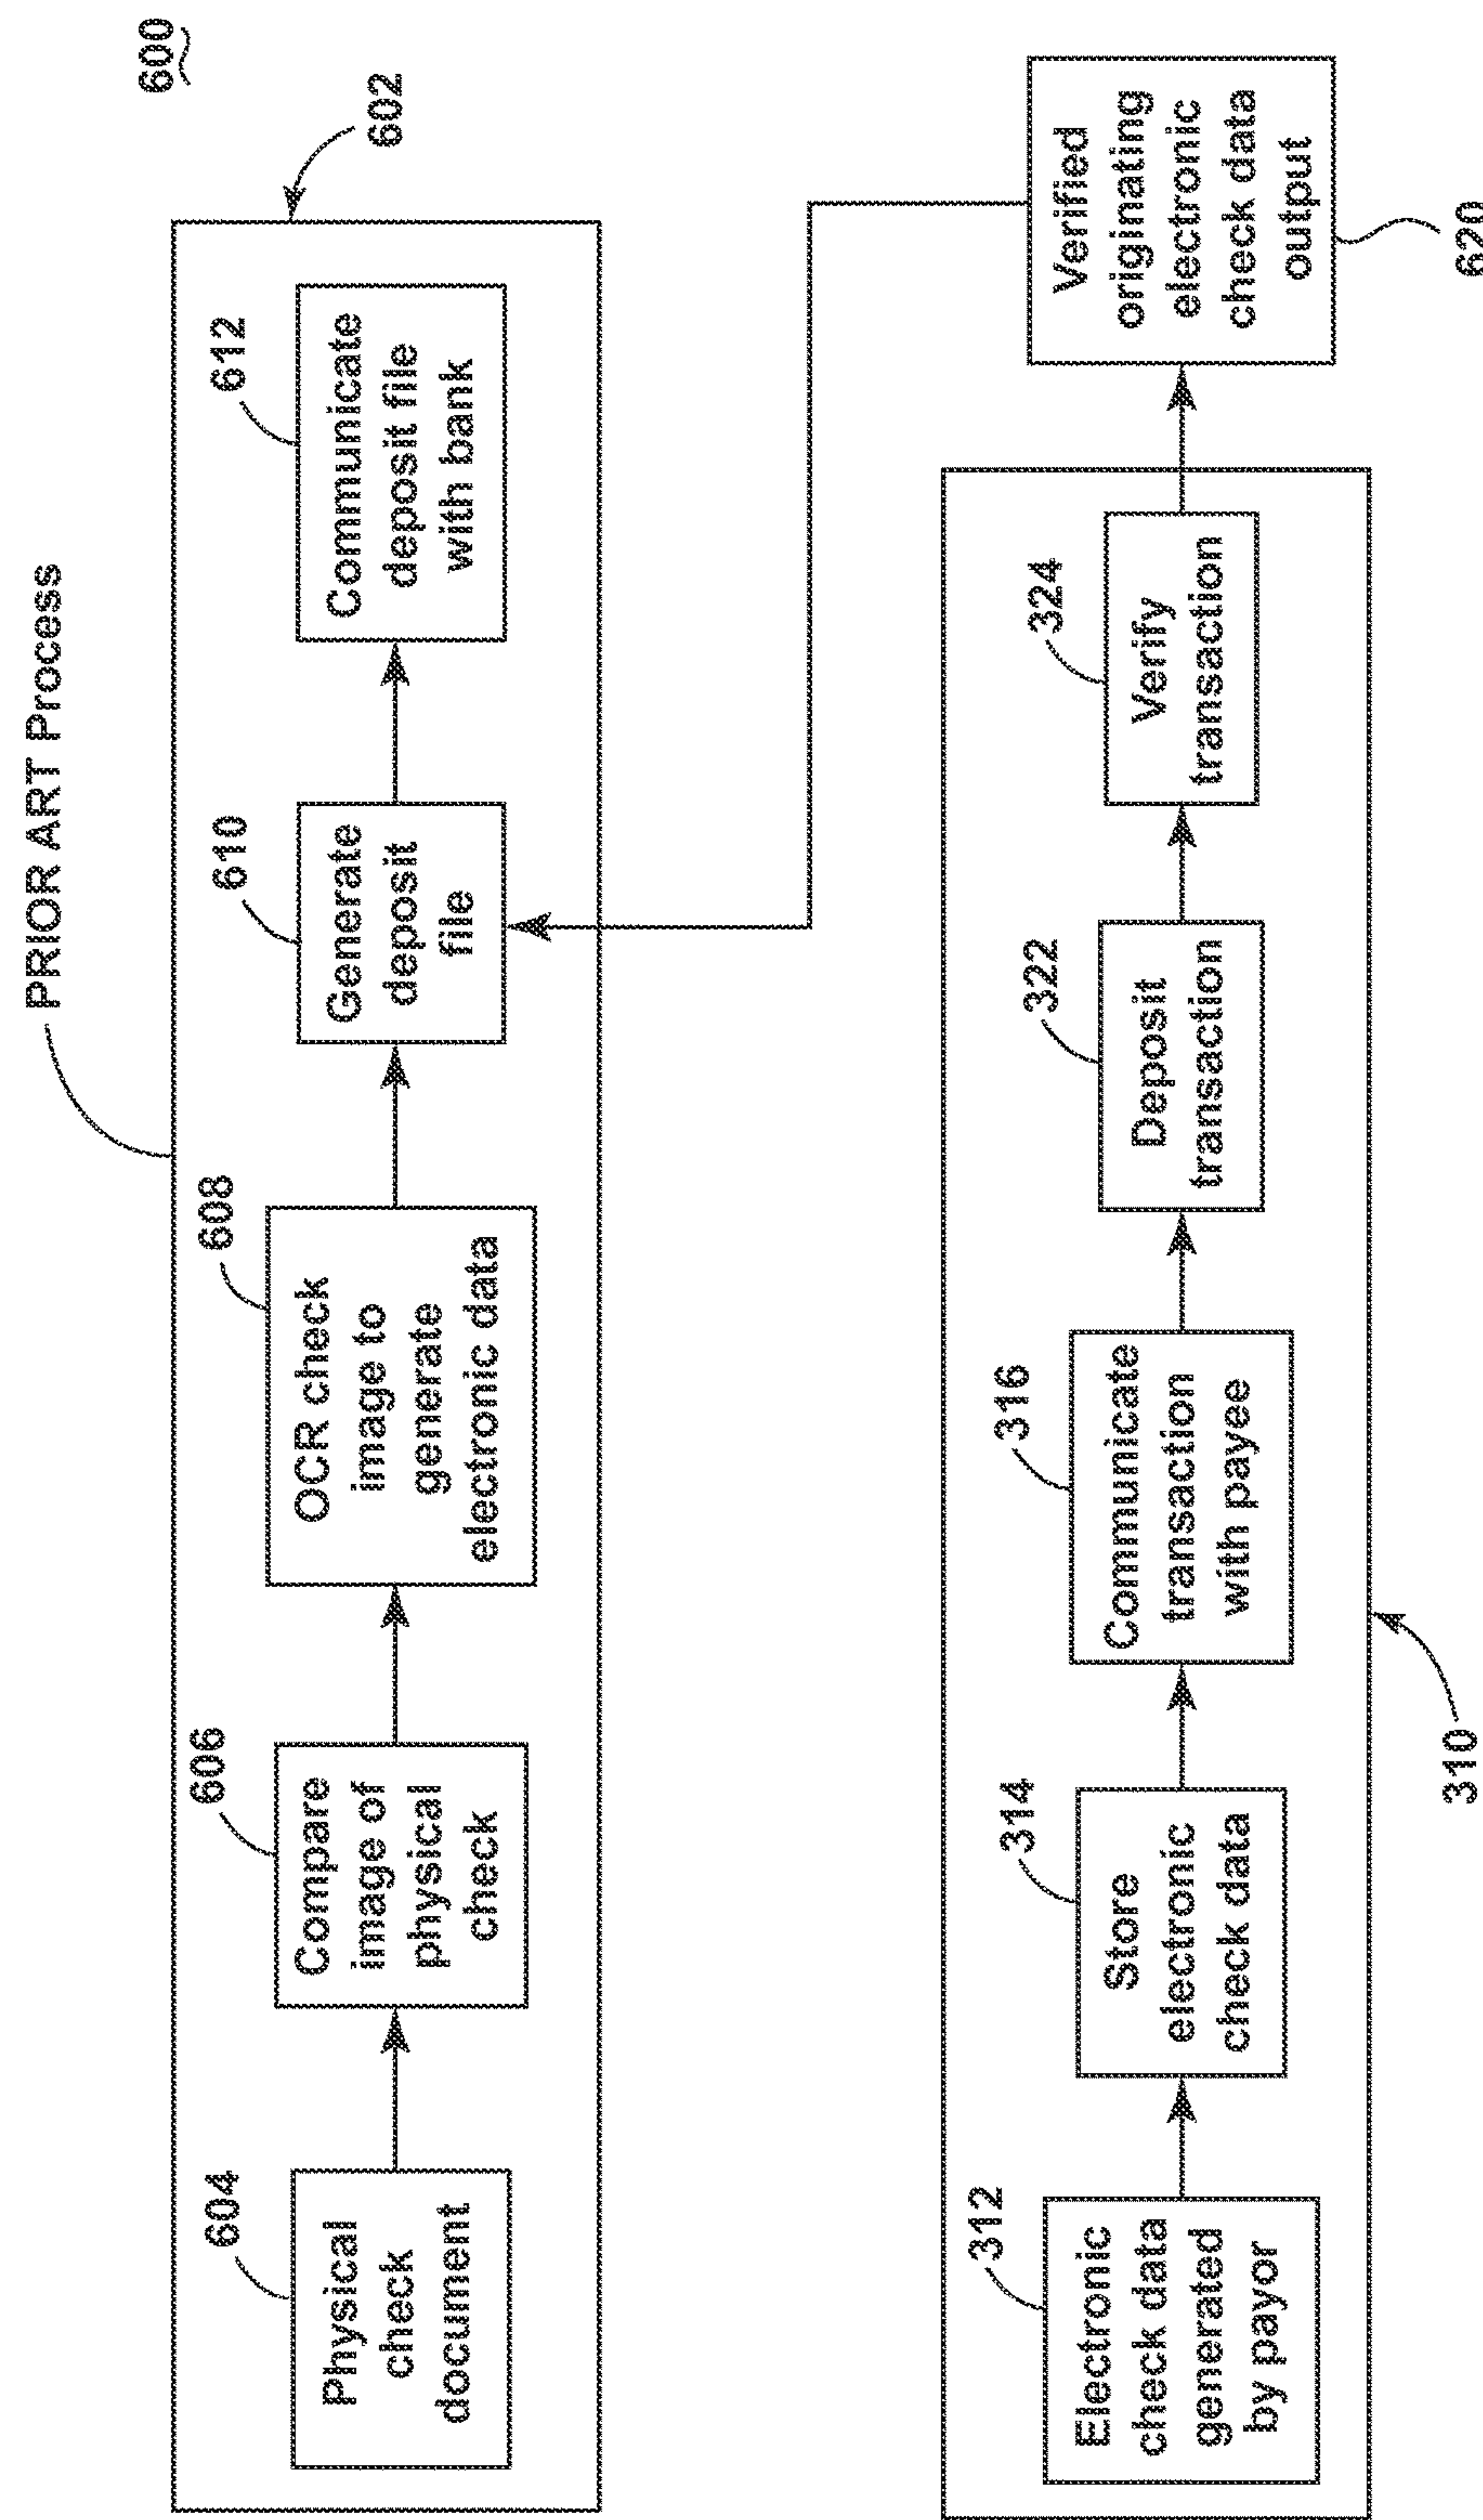 600
PRIOR ART Process
602
604
Physical
check
document
606
Compare
image of
physical
check
608
OCR check
image to
generate
electronic data
610
Generate
deposit
file
612
Communicate
deposit file
with bank
312
Electronic
check data
generated
by payor
314
Store
electronic
check data
316
Communicate
transaction
with payee
322
Deposit
transaction
324
Verify
transaction
Verified
originating
electronic
check data
output
620
310